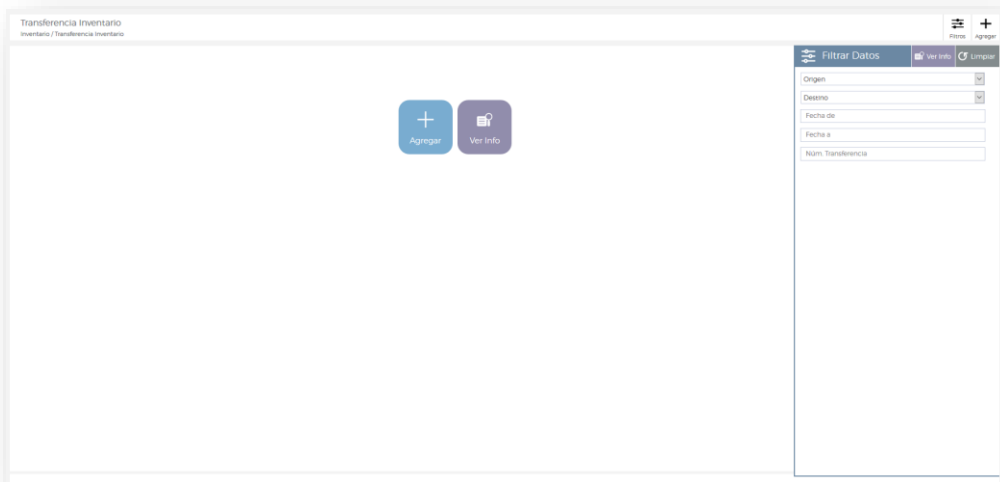 Transferencia Inventario
Inventario / Transferencia Inventario
Filtros
Agregar
Filtrar Datos
Ver Info
Limpiar
Origen
Destino
Fecha de
Fecha a
Núm. Transferencia
Agregar
Ver Info